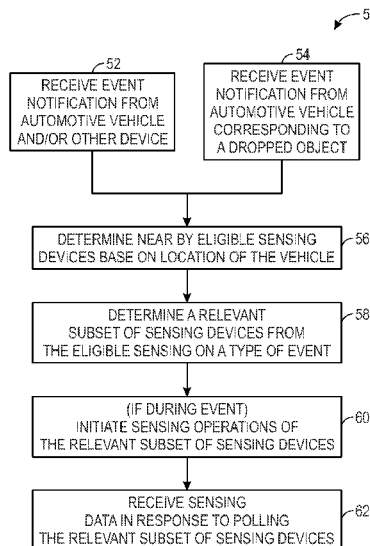 5
52
RECEIVE EVENT
NOTIFICATION FROM
AUTOMOTIVE VEHICLE
AND/OR OTHER DEVICE
54
RECEIVE EVENT
NOTIFICATION FROM
AUTOMOTIVE VEHICLE
CORRESPONDING TO
A DROPPED OBJECT
DETERMINE NEAR BY ELIGIBLE SENSING
DEVICES BASE ON LOCATION OF THE VEHICLE
56
DETERMINE A RELEVANT
SUBSET OF SENSING DEVICES FROM
THE ELIGIBLE SENSING ON A TYPE OF EVENT
58
(IF DURING EVENT)
INITIATE SENSING OPERATIONS OF
THE RELEVANT SUBSET OF SENSING DEVICES
60
RECEIVE SENSING
DATA IN RESPONSE TO POLLING
THE RELEVANT SUBSET OF SENSING DEVICES
62